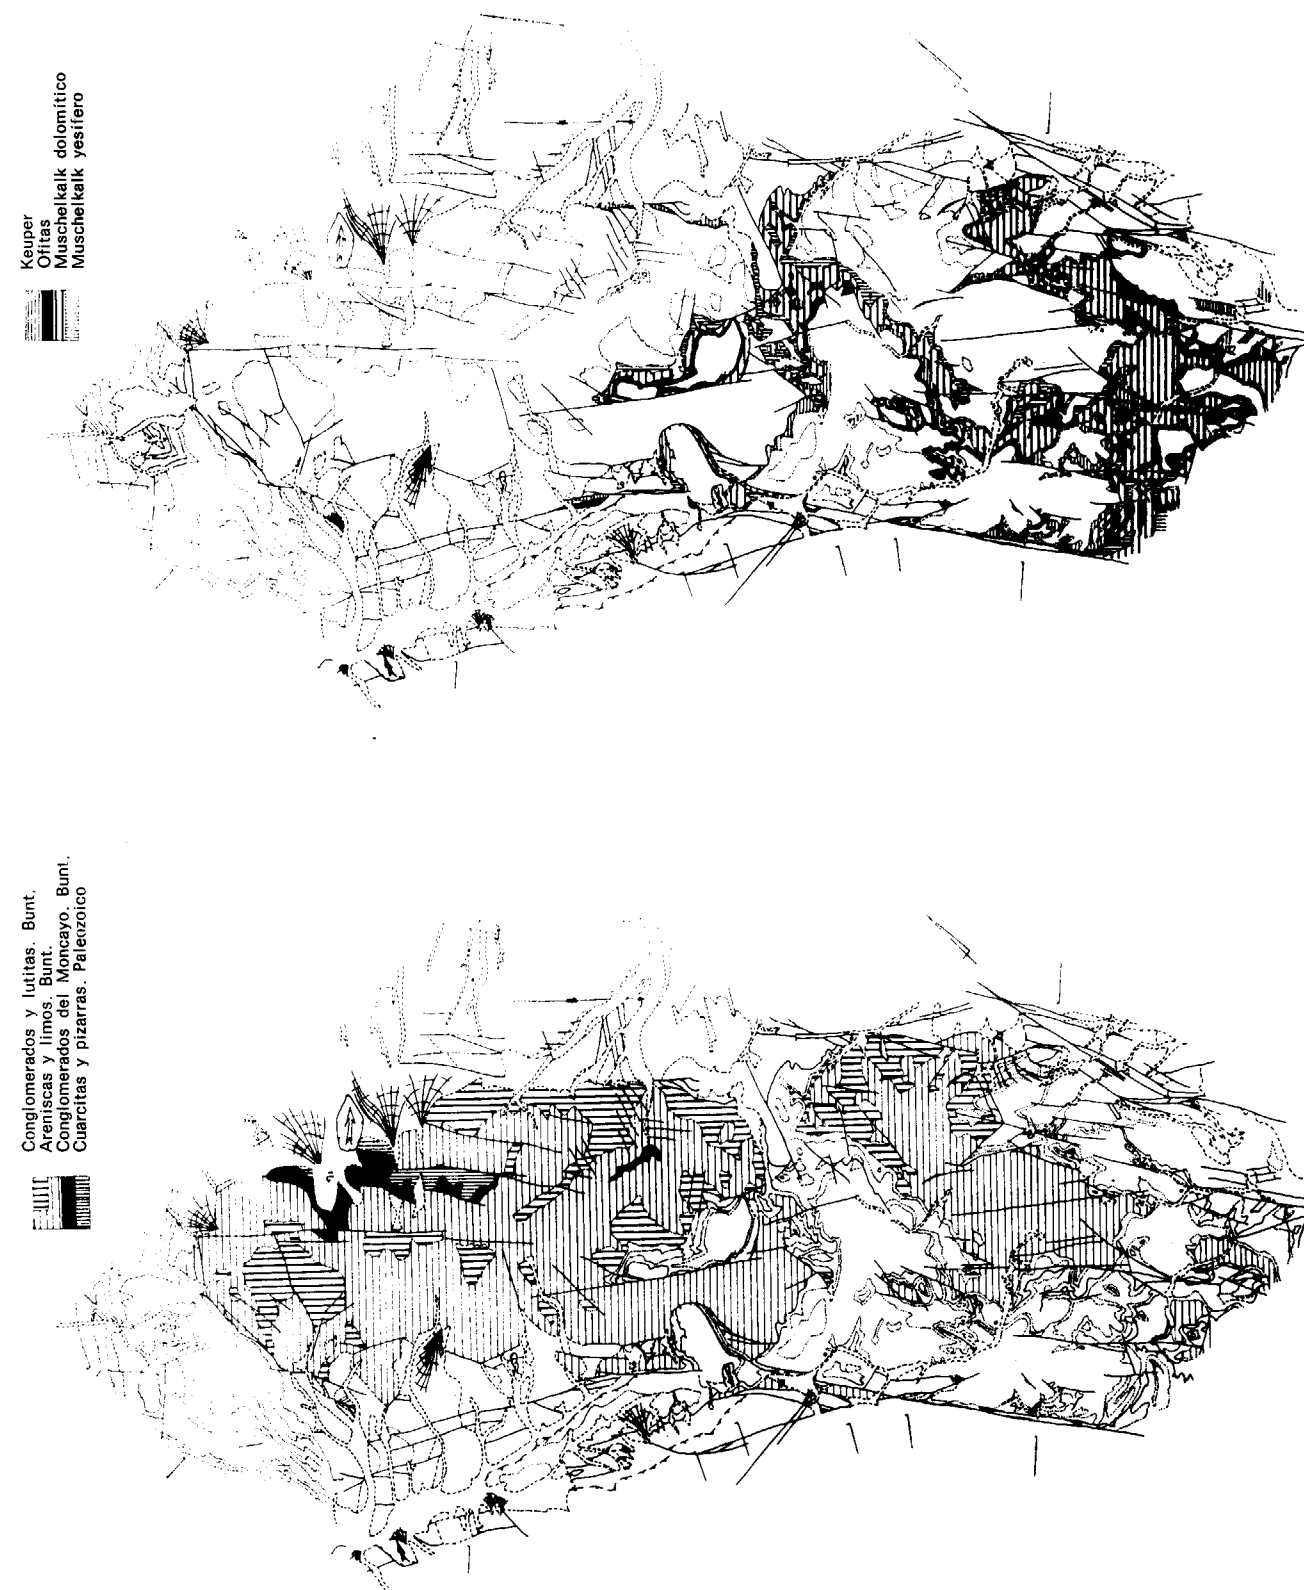 Keuper
Ofitas
Muschelkalk dolomítico
Muschelkalk yesífero
Conglomerados y lutitas. Bunt.
Areniscas y limos. Bunt.
Conglomerados del Moncayo. Bunt.
Cuarcitas y pizarras. Paleozoico